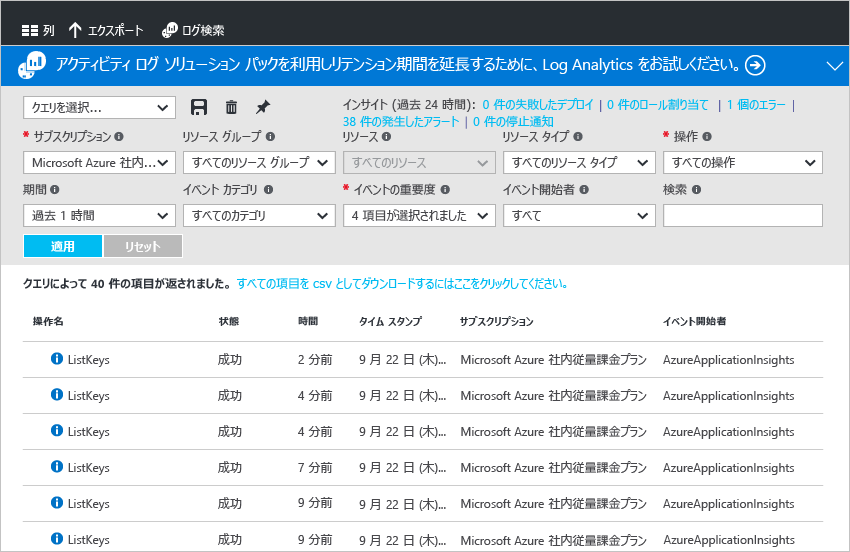 列 エクスポート ログ検索
アクティビティ ログ ソリューション パックを利用しリテンション期間を延長するために、Log Analytics をお試しください。
クエリを選択... インサイト (過去 24 時間): 0 件の失敗したデプロイ | 0 件のロール割り当て | 1 個のエラー |
38 件の発生したアラート | 0 件の停止通知
* サブスクリプション リソース グループ リソース リソース タイプ * 操作
Microsoft Azure 社内... すべてのリソース グループ すべてのリソース すべてのリソース タイプ すべての操作
期間 イベント カテゴリ * イベントの重要度 イベント開始者 検索
過去 1 時間 すべてのカテゴリ 4 項目が選択されました すべて
適用 リセット
クエリによって 40 件の項目が返されました。 すべての項目を csv としてダウンロードするにはここをクリックしてください。
操作名 状態 時間 タイム スタンプ サブスクリプション イベント開始者
ListKeys 成功 2 分前 9 月 22 日 (木)... Microsoft Azure 社内従量課金プラン AzureApplicationInsights
ListKeys 成功 4 分前 9 月 22 日 (木)... Microsoft Azure 社内従量課金プラン AzureApplicationInsights
ListKeys 成功 4 分前 9 月 22 日 (木)... Microsoft Azure 社内従量課金プラン AzureApplicationInsights
ListKeys 成功 7 分前 9 月 22 日 (木)... Microsoft Azure 社内従量課金プラン AzureApplicationInsights
ListKeys 成功 9 分前 9 月 22 日 (木)... Microsoft Azure 社内従量課金プラン AzureApplicationInsights
ListKeys 成功 9 分前 9 月 22 日 (木)... Microsoft Azure 社内従量課金プラン AzureApplicationInsights